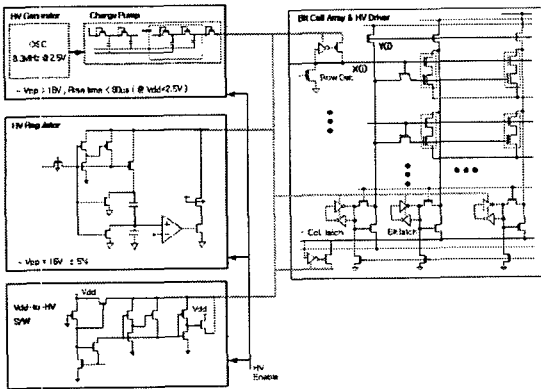 HV Generator
Charge Pump
OSC
8.3MHz @ 2.5V
- Vpp > 18V, Rise time < 90us ( @ Vdd=2.5V)
HV Regulator
- Vpp = 16V ± 5%
Vdd-to-HV
S/W
Vdd
Vdd
HV
Enable
Bit Cell Array & HV Driver
Y(i)
X(i)
Row Dec.
Col. latch
Bit latch